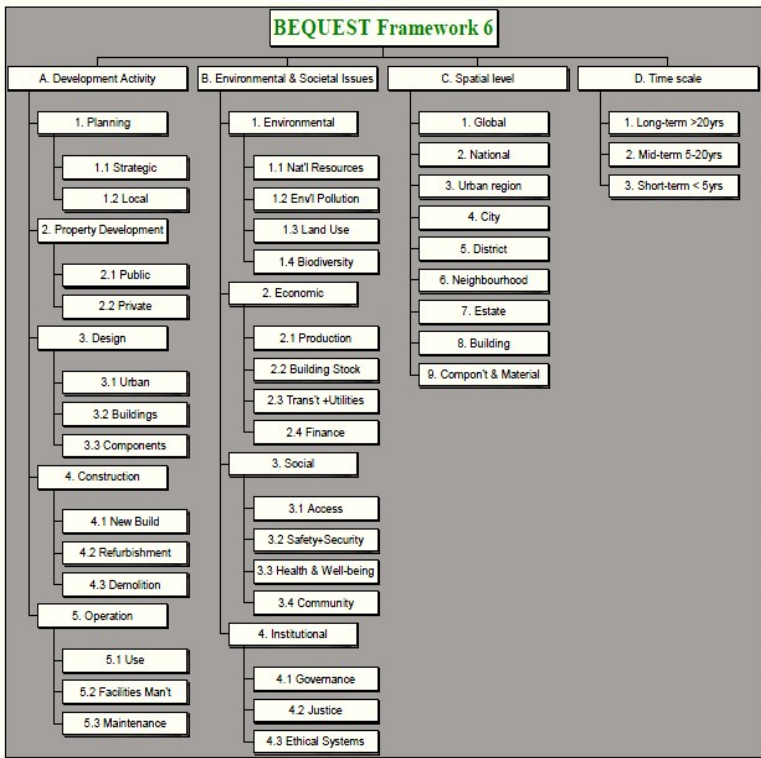 BEQUEST Framework 6
A. Development Activity
1. Planning
1.1 Strategic
1.2 Local
2. Property Development
2.1 Public
2.2 Private
3. Design
3.1 Urban
3.2 Buildings
3.3 Components
4. Construction
4.1 New Build
4.2 Refurbishment
4.3 Demolition
5. Operation
5.1 Use
5.2 Facilities Man't
5.3 Maintenance
B. Environmental & Societal Issues
1. Environmental
1.1 Nat'l Resources
1.2 Env'l Pollution
1.3 Land Use
1.4 Biodiversity
2. Economic
2.1 Production
2.2 Building Stock
2.3 Trans't +Utilities
2.4 Finance
3. Social
3.1 Access
3.2 Safety+Security
3.3 Health & Well-being
3.4 Community
4. Institutional
4.1 Governance
4.2 Justice
4.3 Ethical Systems
C. Spatial level
1. Global
2. National
3. Urban region
4. City
5. District
6. Neighbourhood
7. Estate
8. Building
9. Compon't & Material
D. Time scale
1. Long-term >20yrs
2. Mid-term 5-20yrs
3. Short-term < 5yrs